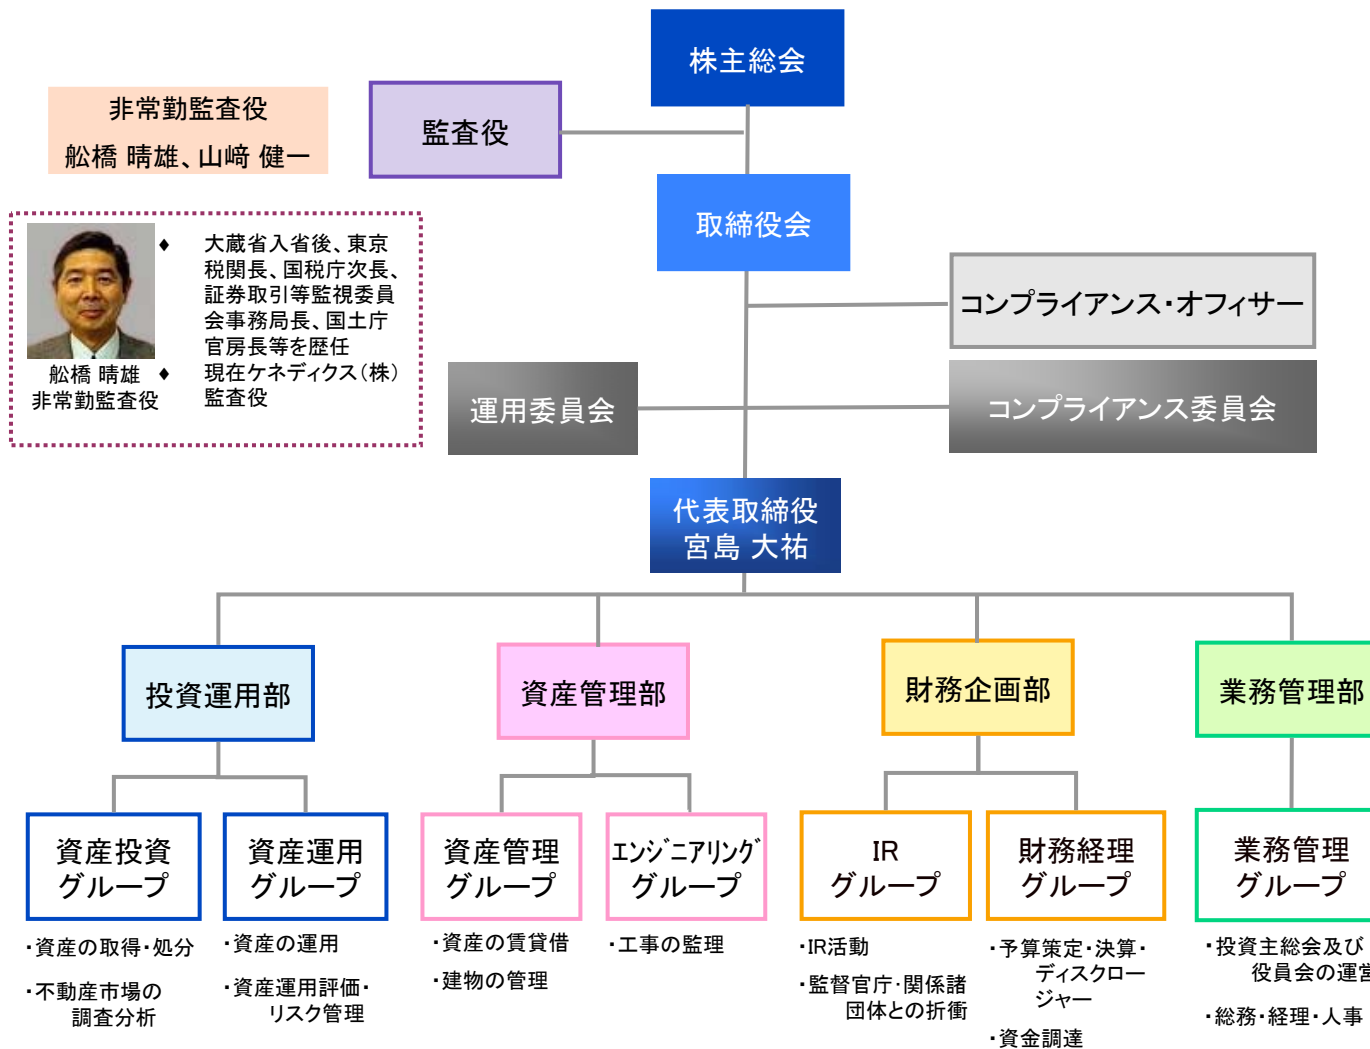 株主総会
非常勤監査役
舩橋 晴雄、山﨑 健一
監査役
取締役会
♦ 大蔵省入省後、東京
税関長、国税庁次長、
証券取引等監視委員
会事務局長、国土庁
官房長等を歴任
♦ 現在ケネディクス（株）
監査役
舩橋 晴雄
非常勤監査役
コンプライアンス・オフィサー
運用委員会
コンプライアンス委員会
代表取締役
宮島 大祐
投資運用部
資産管理部
財務企画部
業務管理部
資産投資
グループ
資産運用
グループ
資産管理
グループ
エンジニアリング
グループ
IR
グループ
財務経理
グループ
業務管理
グループ
・資産の取得・処分
・不動産市場の
調査分析
・資産の運用
・資産運用評価・
リスク管理
・資産の賃貸借
・建物の管理
・工事の監理
・IR活動
・監督官庁・関係諸
団体との折衝
・予算策定・決算・
ディスクロー
ジャー
・資金調達
・投資主総会及び
役員会の運営
・総務・経理・人事